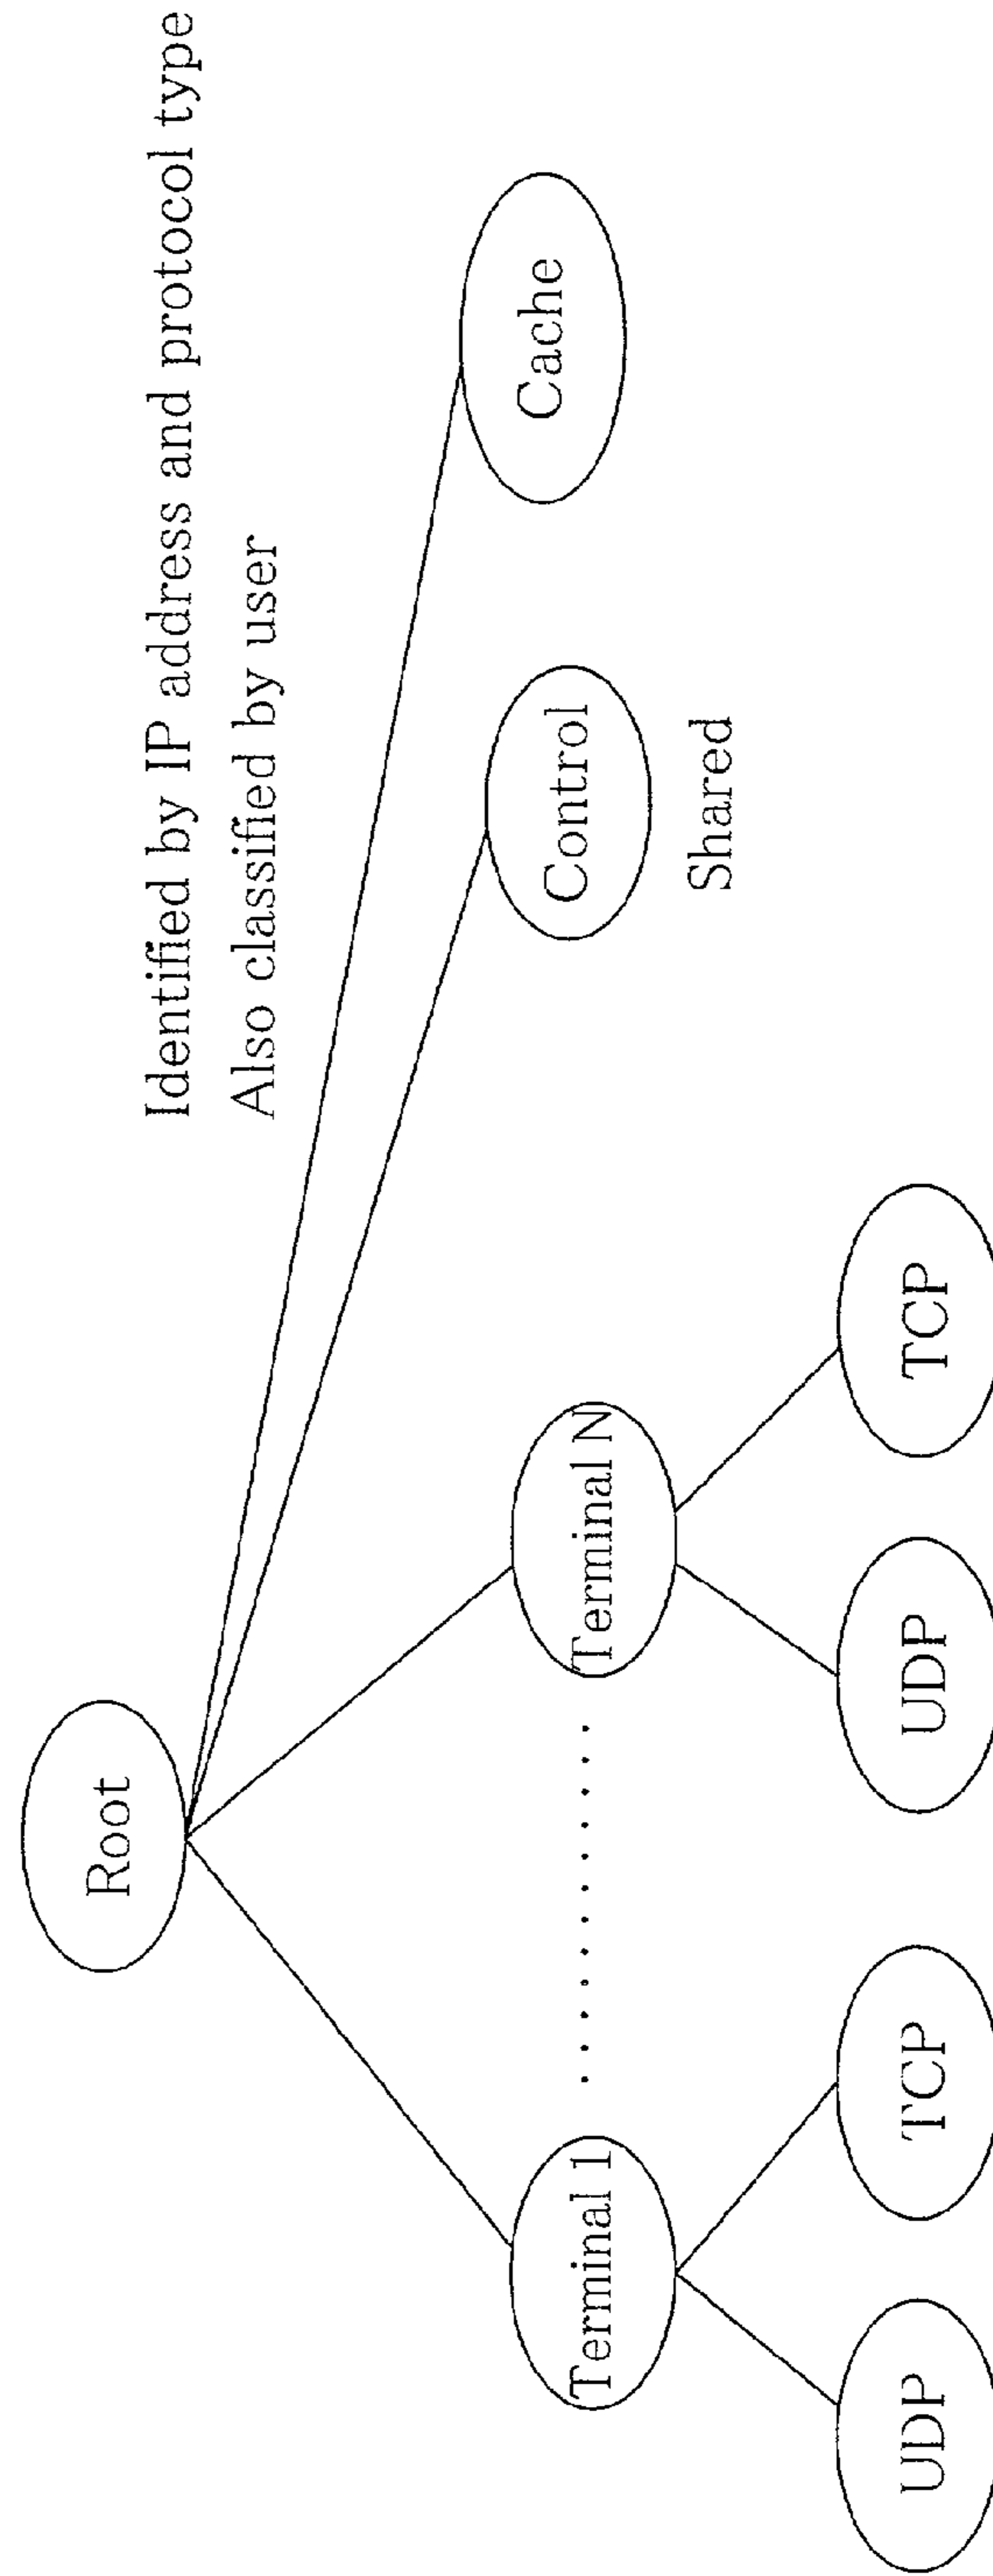 Identified by IP address and protocol type
Also classified by user
Root
Terminal 1
Terminal N
Control
Cache
Shared
UDP
TCP
UDP
TCP